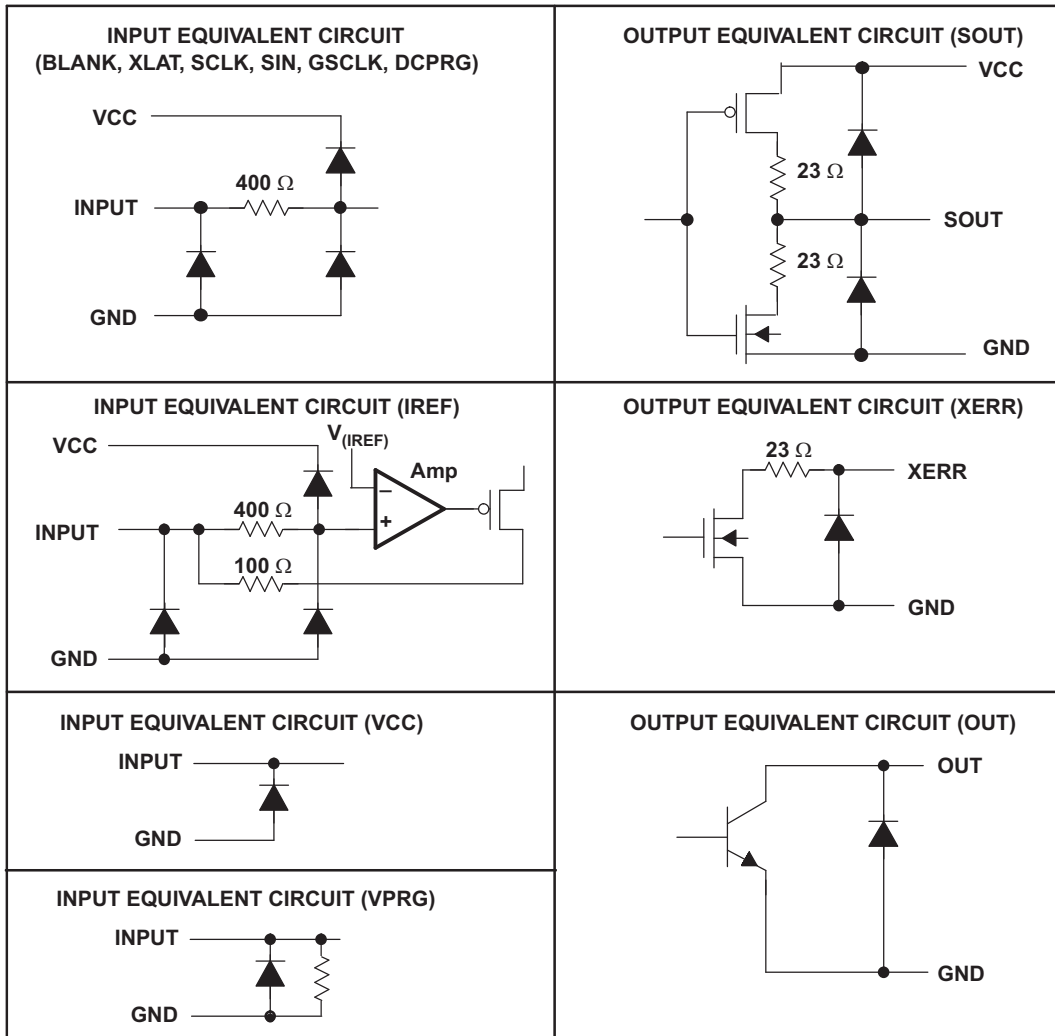 INPUT EQUIVALENT CIRCUIT
(BLANK, XLAT, SCLK, SIN, GSCLK, DCPRG)
VCC
400 Ω
INPUT
GND
OUTPUT EQUIVALENT CIRCUIT (SOUT)
VCC
23 Ω
SOUT
23 Ω
GND
INPUT EQUIVALENT CIRCUIT (IREF)
V(IREF)
VCC
Amp
−
400 Ω
INPUT
+
100 Ω
GND
OUTPUT EQUIVALENT CIRCUIT (XERR)
23 Ω
XERR
GND
INPUT EQUIVALENT CIRCUIT (VCC)
INPUT
GND
OUTPUT EQUIVALENT CIRCUIT (OUT)
OUT
GND
INPUT EQUIVALENT CIRCUIT (VPRG)
INPUT
GND